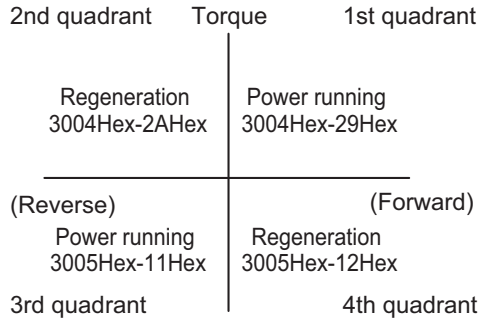 2nd quadrant Torque 1st quadrant
Regeneration Power running
3004Hex-2AHex 3004Hex-29Hex
(Reverse) (Forward)
Power running Regeneration
3005Hex-11Hex 3005Hex-12Hex
3rd quadrant 4th quadrant